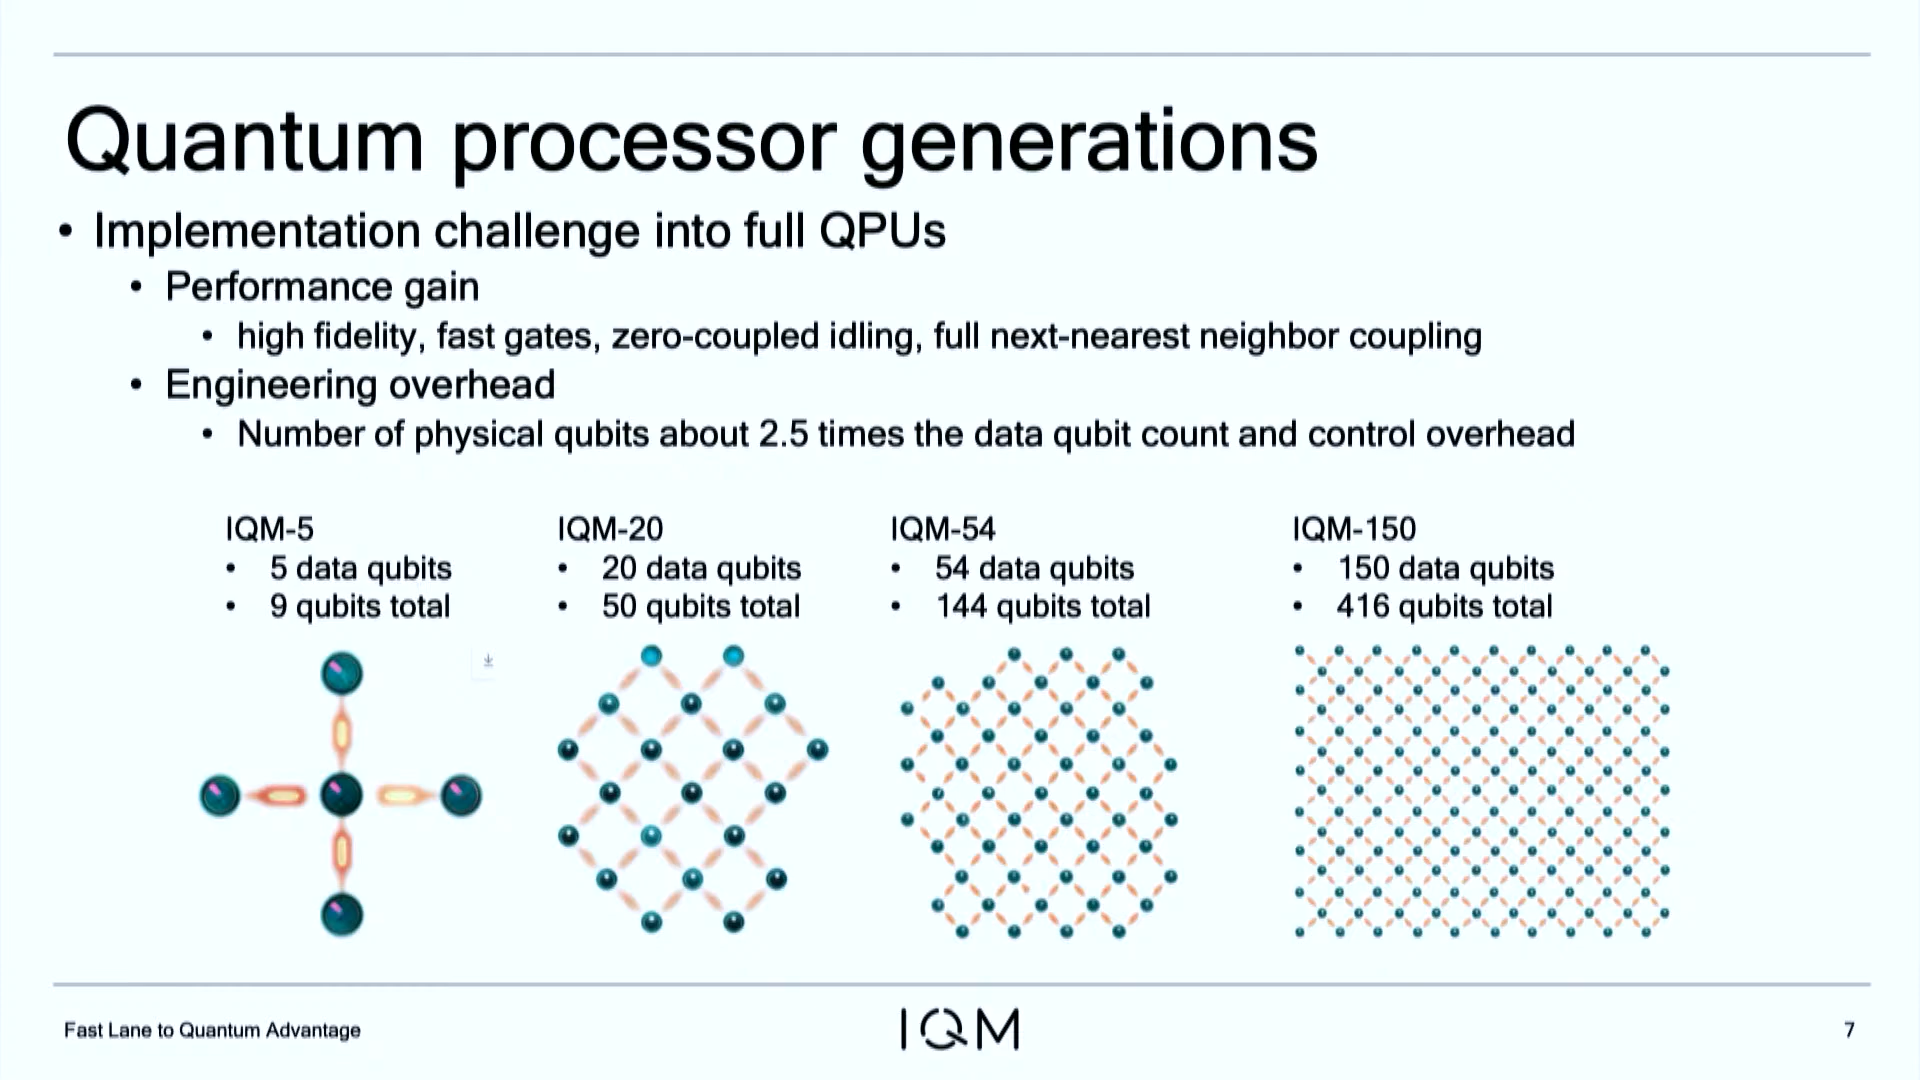 Quantum processor generations
• Implementation challenge into full QPUs
• Performance gain
• high fidelity, fast gates, zero-coupled idling, full next-nearest neighbor coupling
• Engineering overhead
• Number of physical qubits about 2.5 times the data qubit count and control overhead
IQM-5
• 5 data qubits
• 9 qubits total
IQM-20
• 20 data qubits
• 50 qubits total
IQM-54
• 54 data qubits
• 144 qubits total
IQM-150
• 150 data qubits
• 416 qubits total
Fast Lane to Quantum Advantage
IQM
7